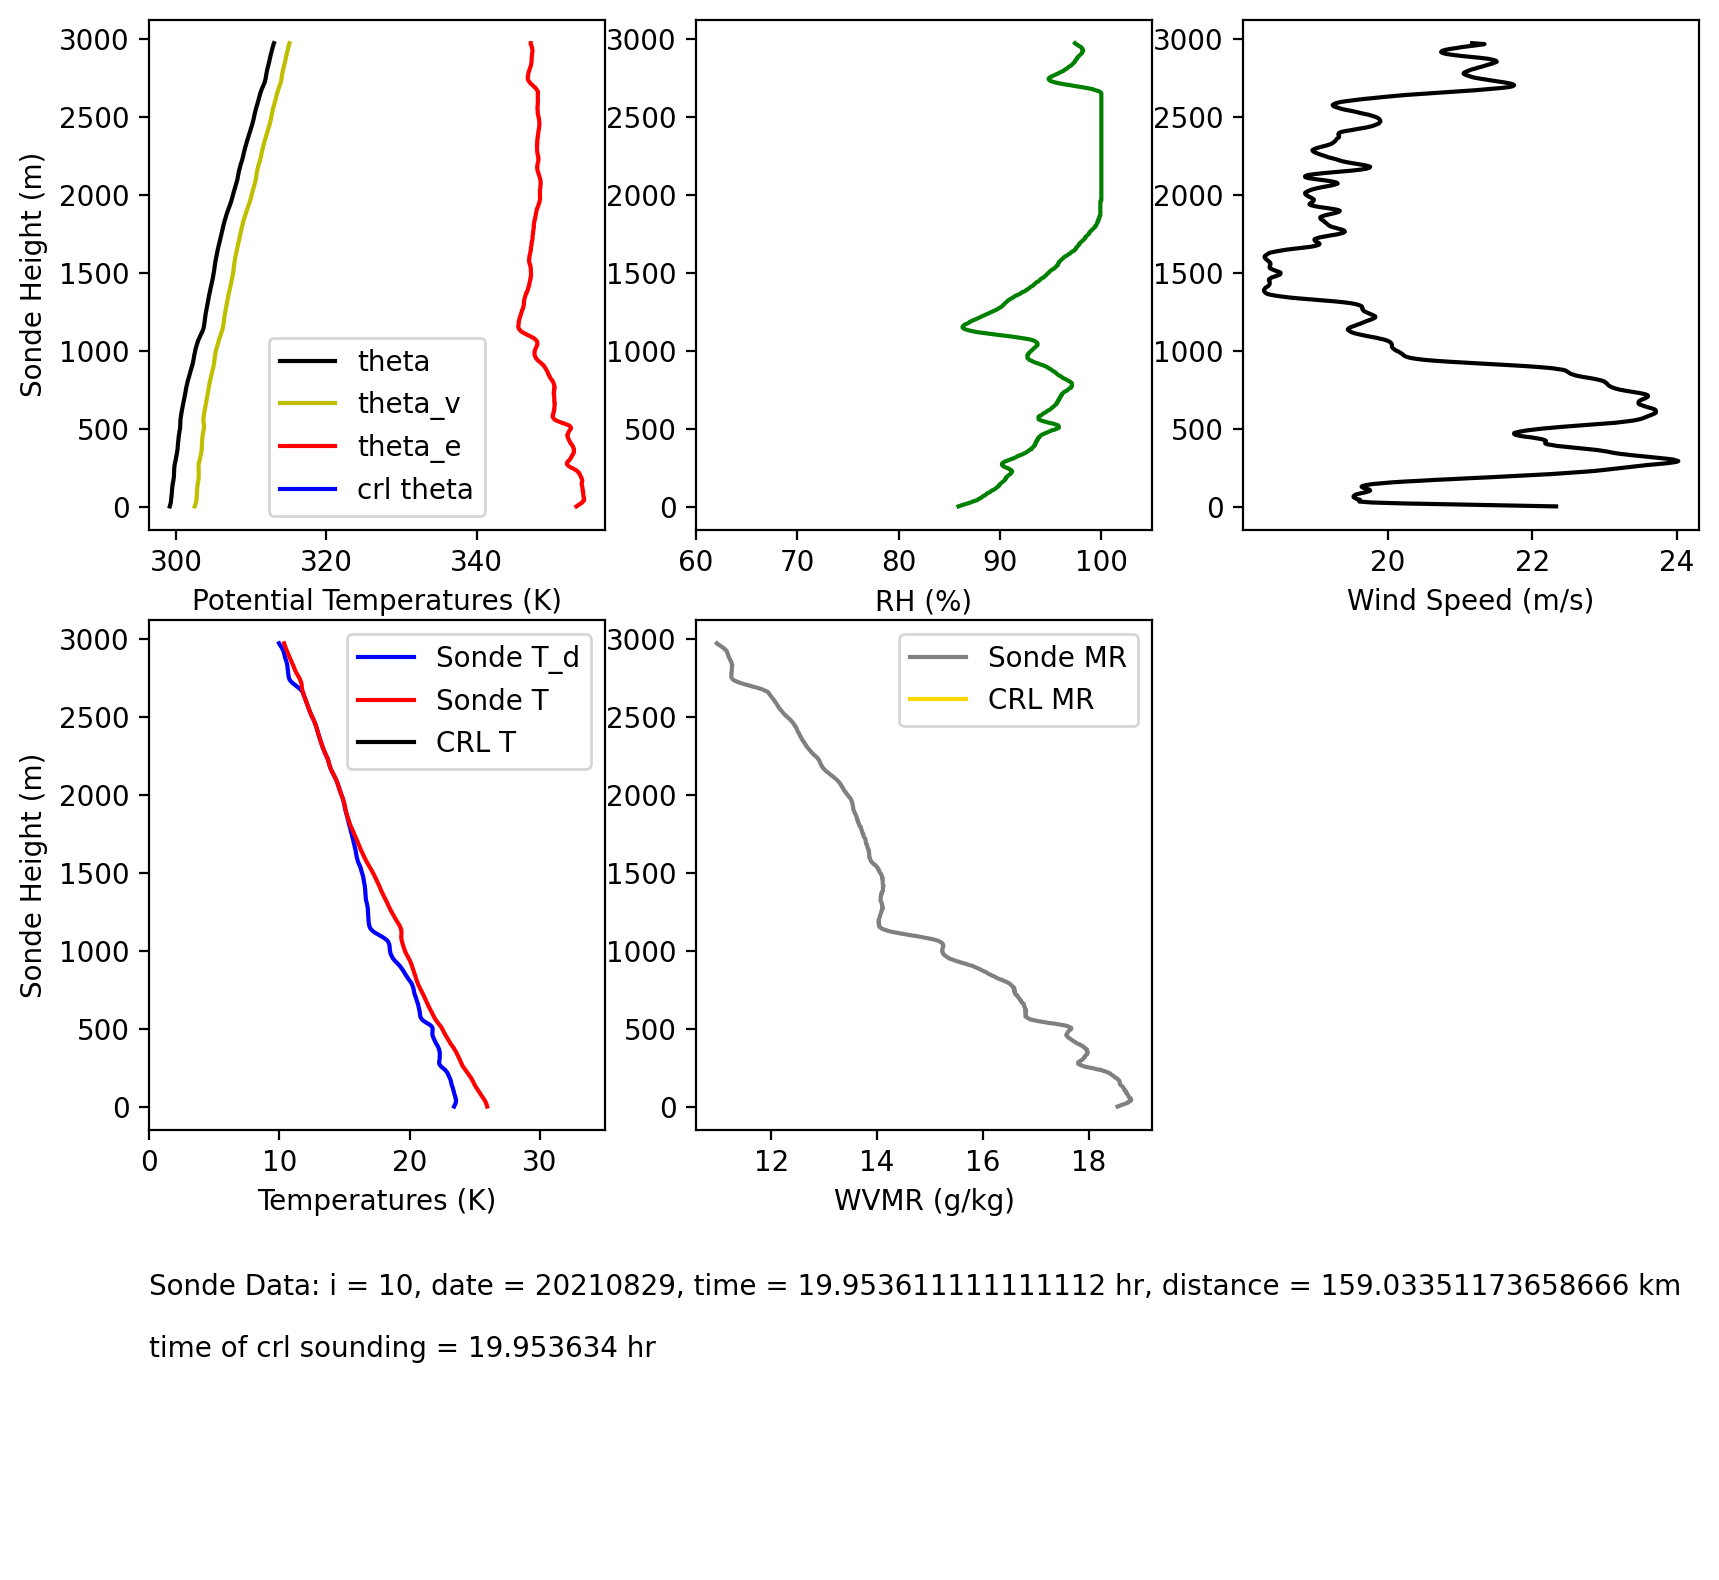 3000
2500
2000
1500
1000
500
0
Sonde Height (m)
theta
theta_v
theta_e
crl theta
300 320 340
Potential Temperatures (K)
3000
2500
2000
1500
1000
500
0
60 70 80 90 100
RH (%)
3000
2500
2000
1500
1000
500
0
20 22 24
Wind Speed (m/s)
3000
2500
2000
1500
1000
500
0
Sonde Height (m)
Sonde T_d
Sonde T
CRL T
0 10 20 30
Temperatures (K)
3000
2500
2000
1500
1000
500
0
Sonde MR
CRL MR
12 14 16 18
WVMR (g/kg)
Sonde Data: i = 10, date = 20210829, time = 19.953611111111112 hr, distance = 159.03351173658666 km
time of crl sounding = 19.953634 hr